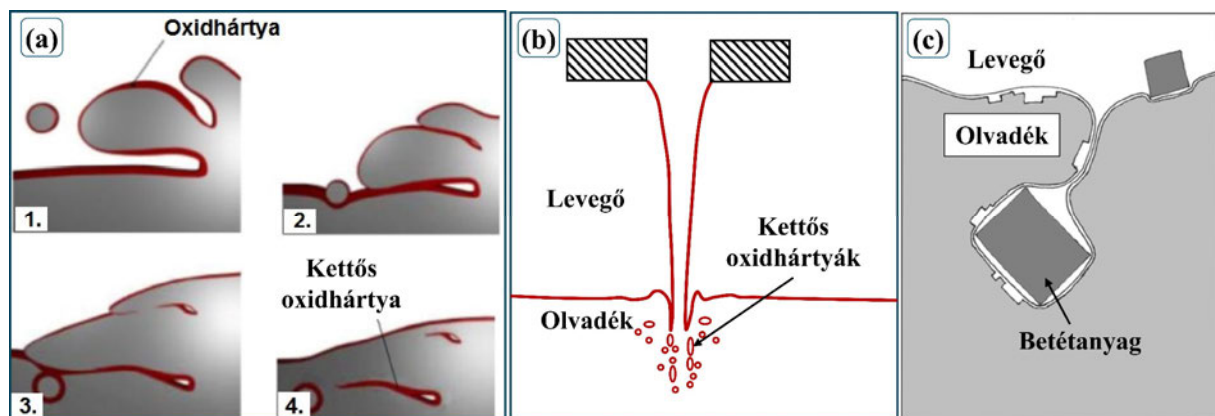 (a)
Oxidhártya
1.
2.
Kettős
oxidhártya
3.
4.
(b)
Levegő
Kettős
oxidhártyák
Olvadék
(c)
Levegő
Olvadék
Betétanyag